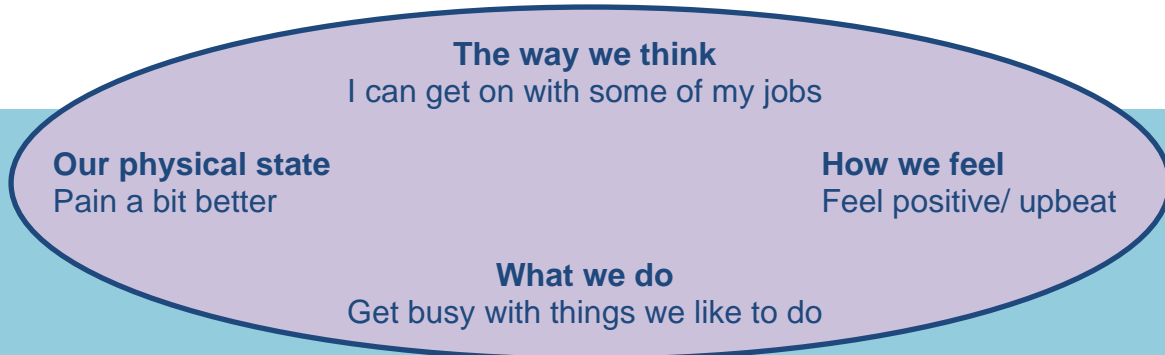 The way we think
I can get on with some of my jobs
Our physical state
Pain a bit better
How we feel
Feel positive/ upbeat
What we do
Get busy with things we like to do